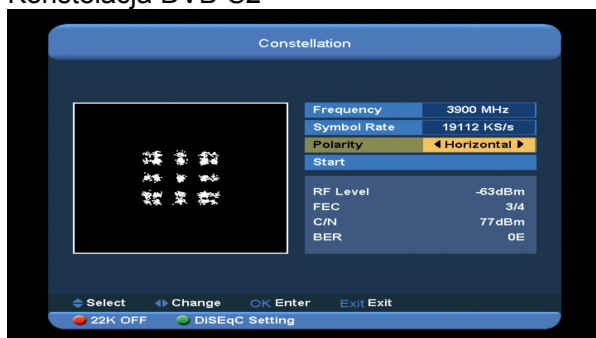 Konstelacja DVB-S2
Constellation
Frequency 3900 MHz
Symbol Rate 19112 KS/s
Polarity Horizontal
Start
RF Level -63dBm
FEC 3/4
C/N 77dBm
BER 0E
Select Change OK Enter Exit Exit
22K OFF DiSEqC Setting